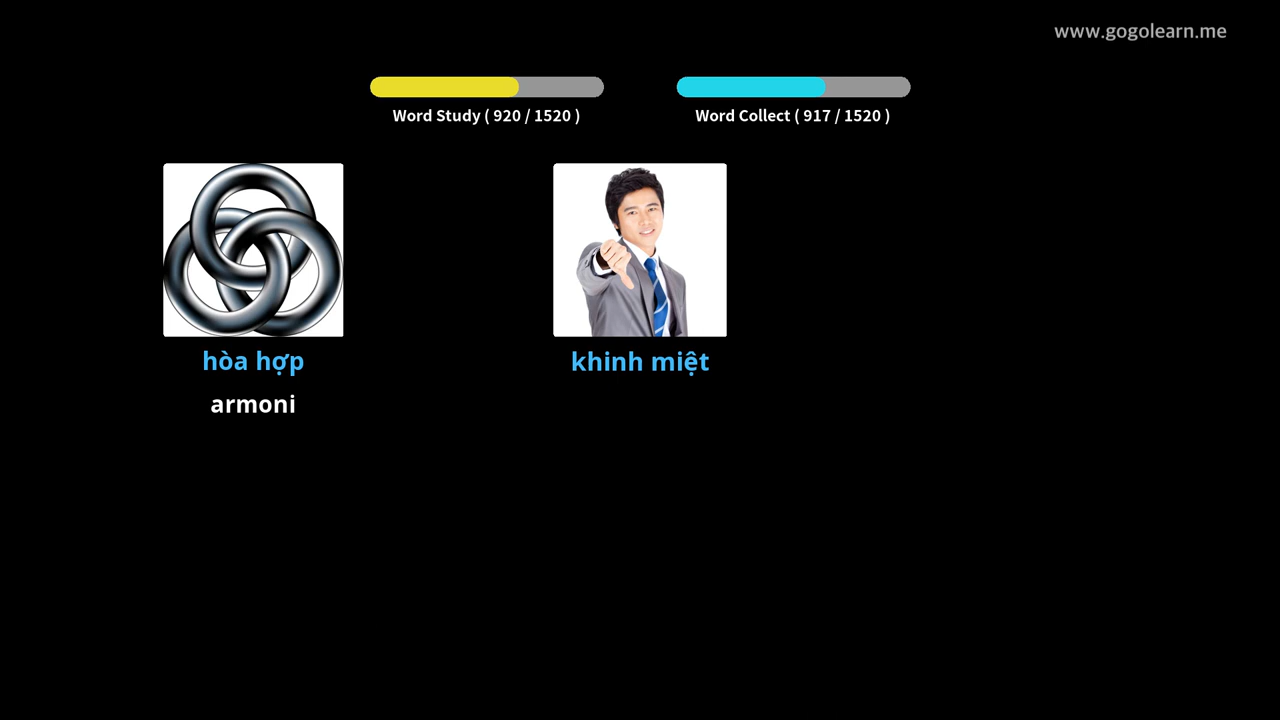 www.gogolearn.me
Word Study ( 920 / 1520 )
Word Collect ( 917 / 1520 )
hòa hợp
armoni
khinh miệt